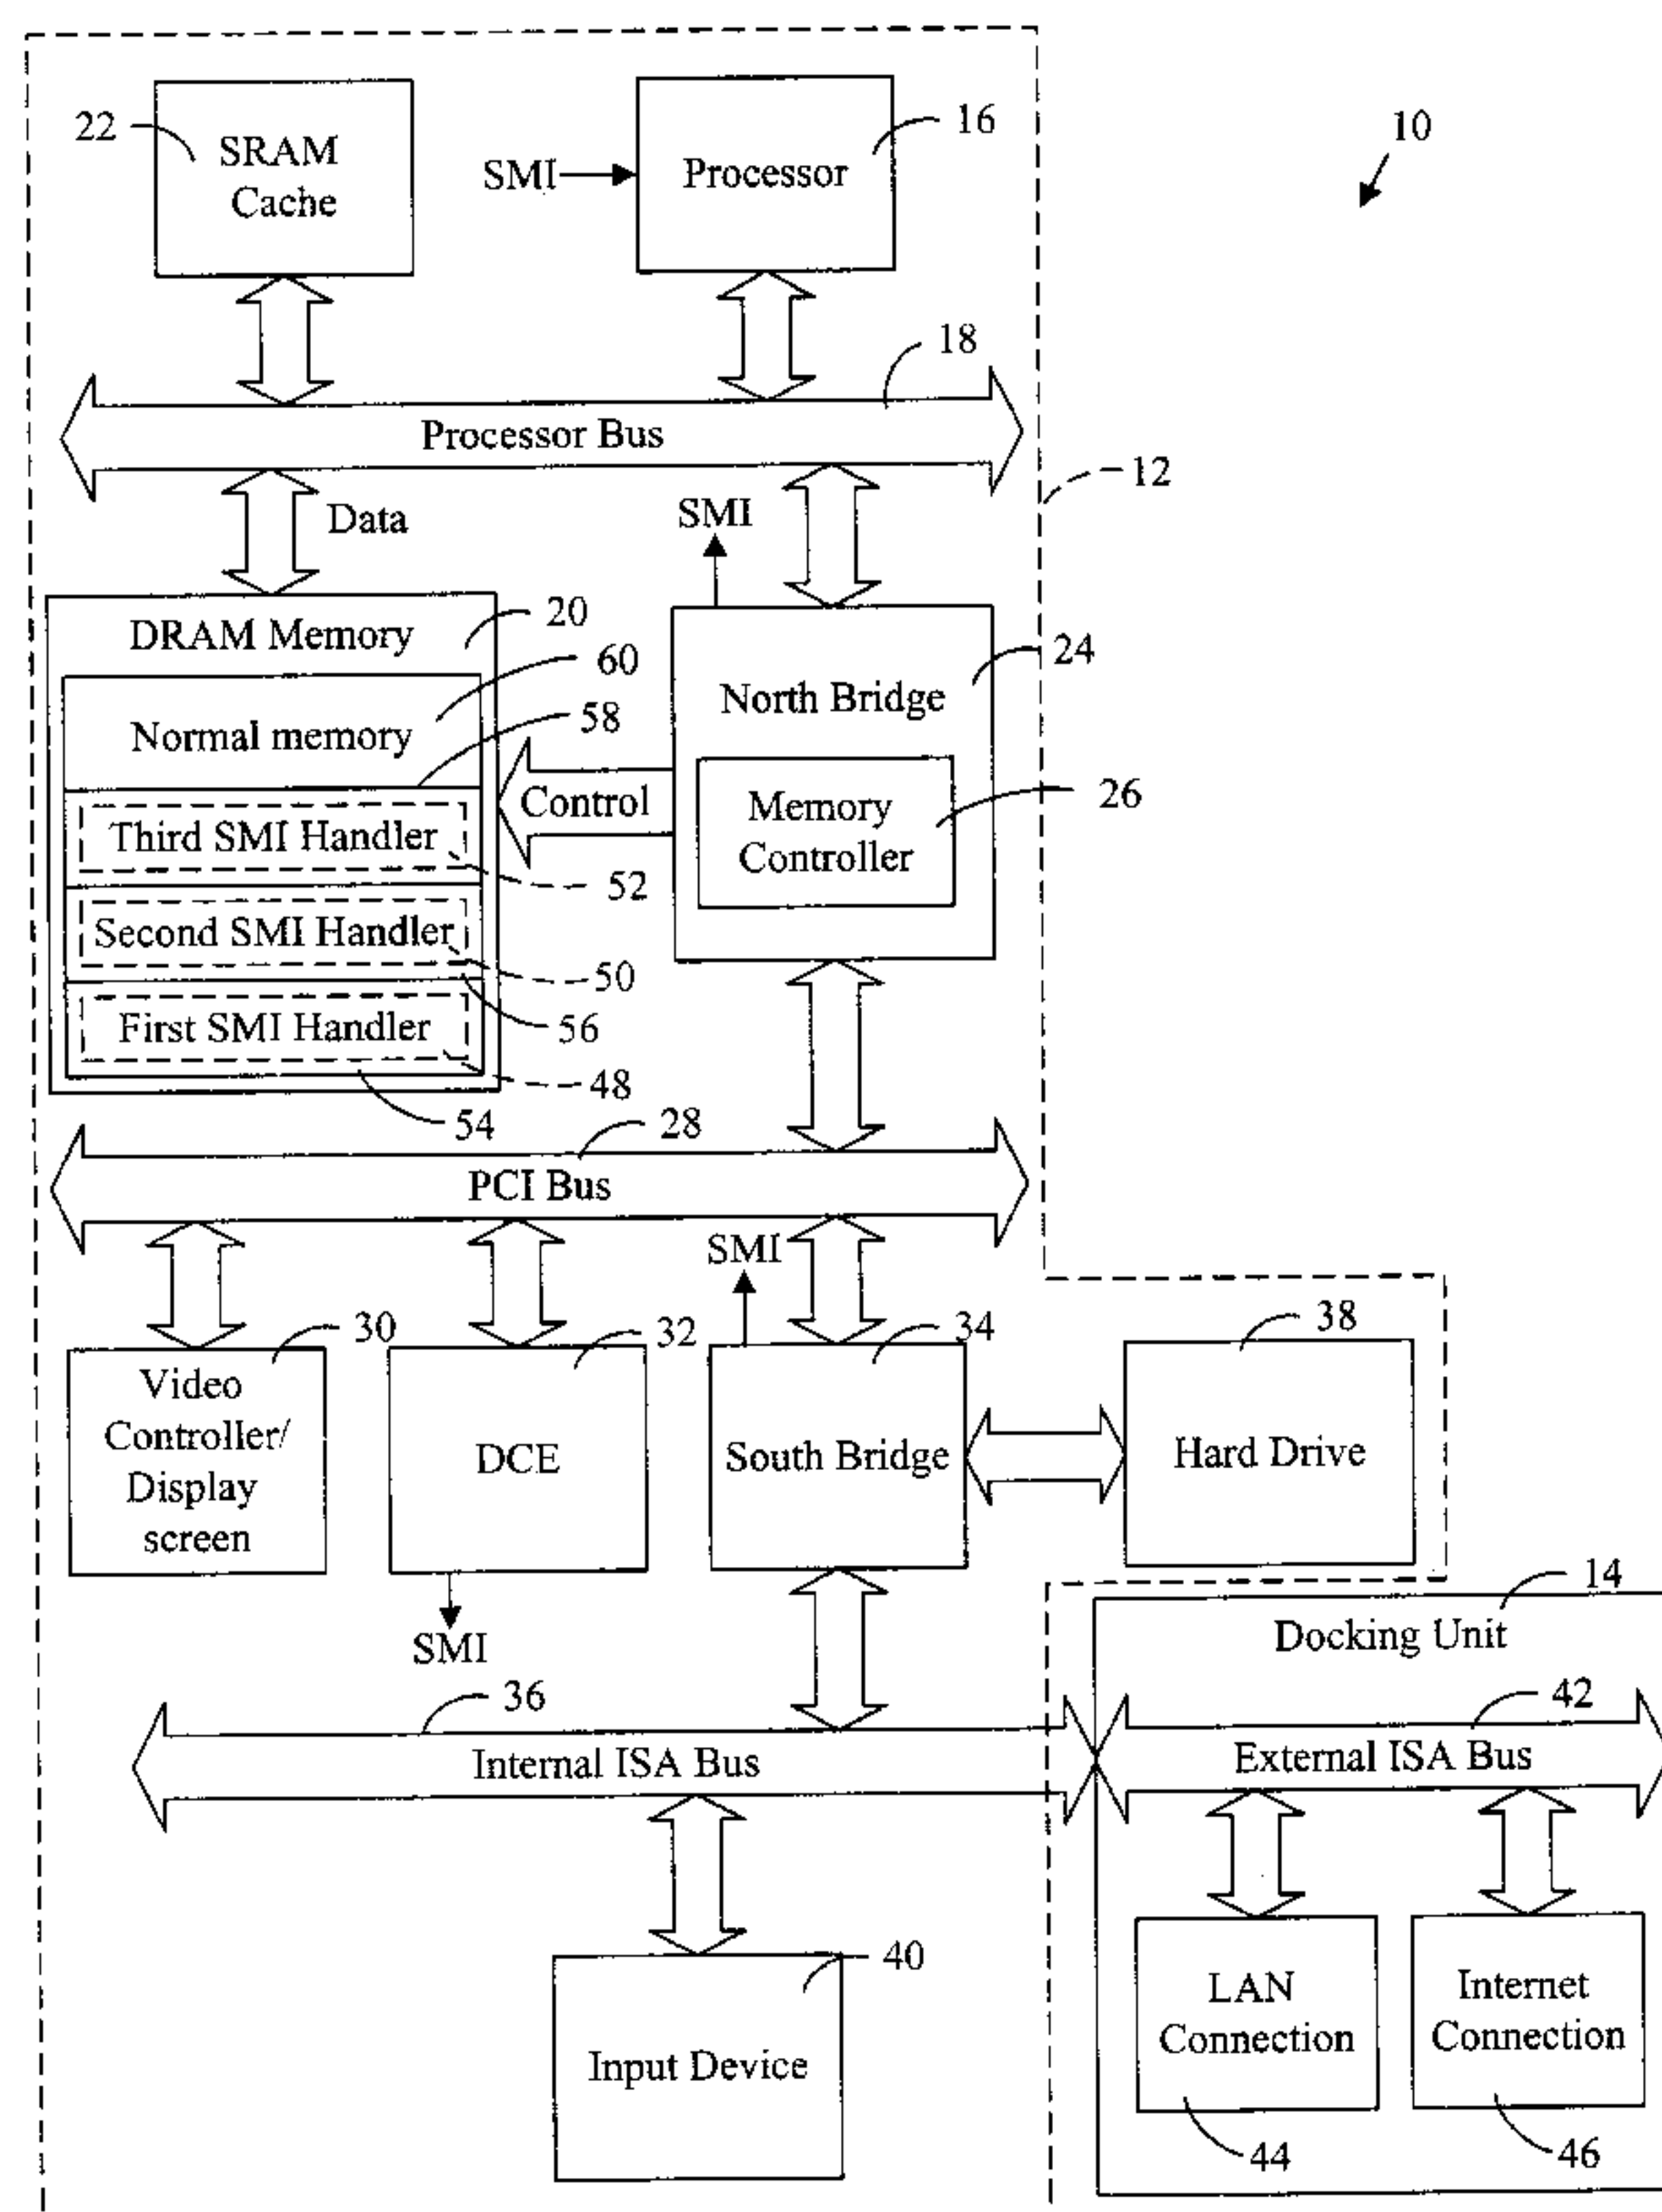 22
SRAM
Cache
SMI
Processor
16
10
18
Processor Bus
12
Data
SMI
DRAM Memory
20
60
Normal memory
58
Third SMI Handler
52
Second SMI Handler
50
56
First SMI Handler
48
54
Control
North Bridge
24
Memory
Controller
26
28
PCI Bus
SMI
30
Video
Controller/
Display
screen
32
DCE
SMI
34
South Bridge
38
Hard Drive
14
Docking Unit
36
Internal ISA Bus
42
External ISA Bus
40
Input Device
LAN
Connection
44
Internet
Connection
46